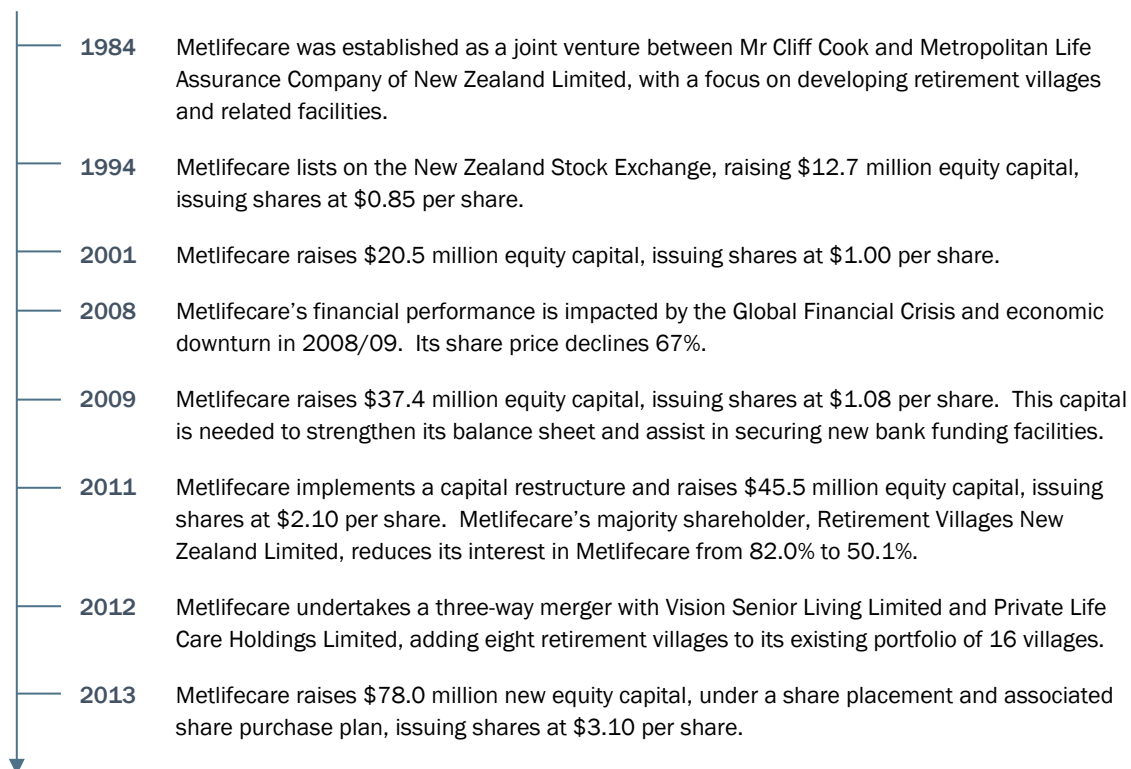 1984 Metlifecare was established as a joint venture between Mr Cliff Cook and Metropolitan Life
Assurance Company of New Zealand Limited, with a focus on developing retirement villages
and related facilities.
1994 Metlifecare lists on the New Zealand Stock Exchange, raising $12.7 million equity capital,
issuing shares at $0.85 per share.
2001 Metlifecare raises $20.5 million equity capital, issuing shares at $1.00 per share.
2008 Metlifecare’s financial performance is impacted by the Global Financial Crisis and economic
downturn in 2008/09.  Its share price declines 67%.
2009 Metlifecare raises $37.4 million equity capital, issuing shares at $1.08 per share.  This capital
is needed to strengthen its balance sheet and assist in securing new bank funding facilities.
2011 Metlifecare implements a capital restructure and raises $45.5 million equity capital, issuing
shares at $2.10 per share.  Metlifecare’s majority shareholder, Retirement Villages New
Zealand Limited, reduces its interest in Metlifecare from 82.0% to 50.1%.
2012 Metlifecare undertakes a three-way merger with Vision Senior Living Limited and Private Life
Care Holdings Limited, adding eight retirement villages to its existing portfolio of 16 villages.
2013 Metlifecare raises $78.0 million new equity capital, under a share placement and associated
share purchase plan, issuing shares at $3.10 per share.